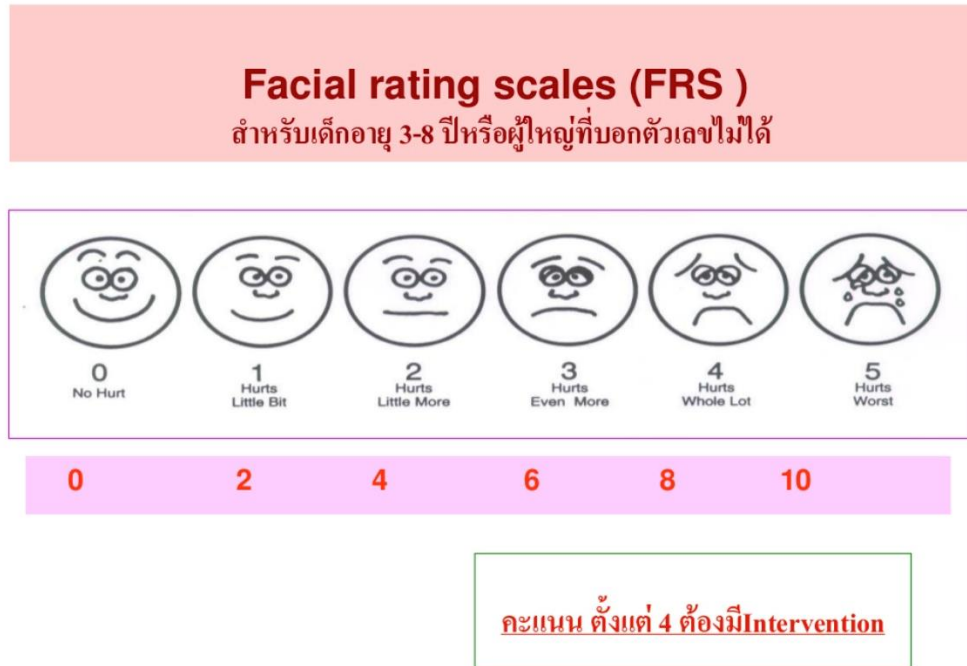 Facial rating scales (FRS )
สำหรับเด็กอายุ 3-8 ปีหรือผู้ใหญ่ที่บอกตัวเลขไม่ได้
0 1 2 3 4 5
No Hurt Hurts Hurts Hurts Hurts Hurts
Little Bit Little More Even More Whole Lot Worst
0 2 4 6 8 10
คะแนน ตั้งแต่ 4 ต้องมีIntervention